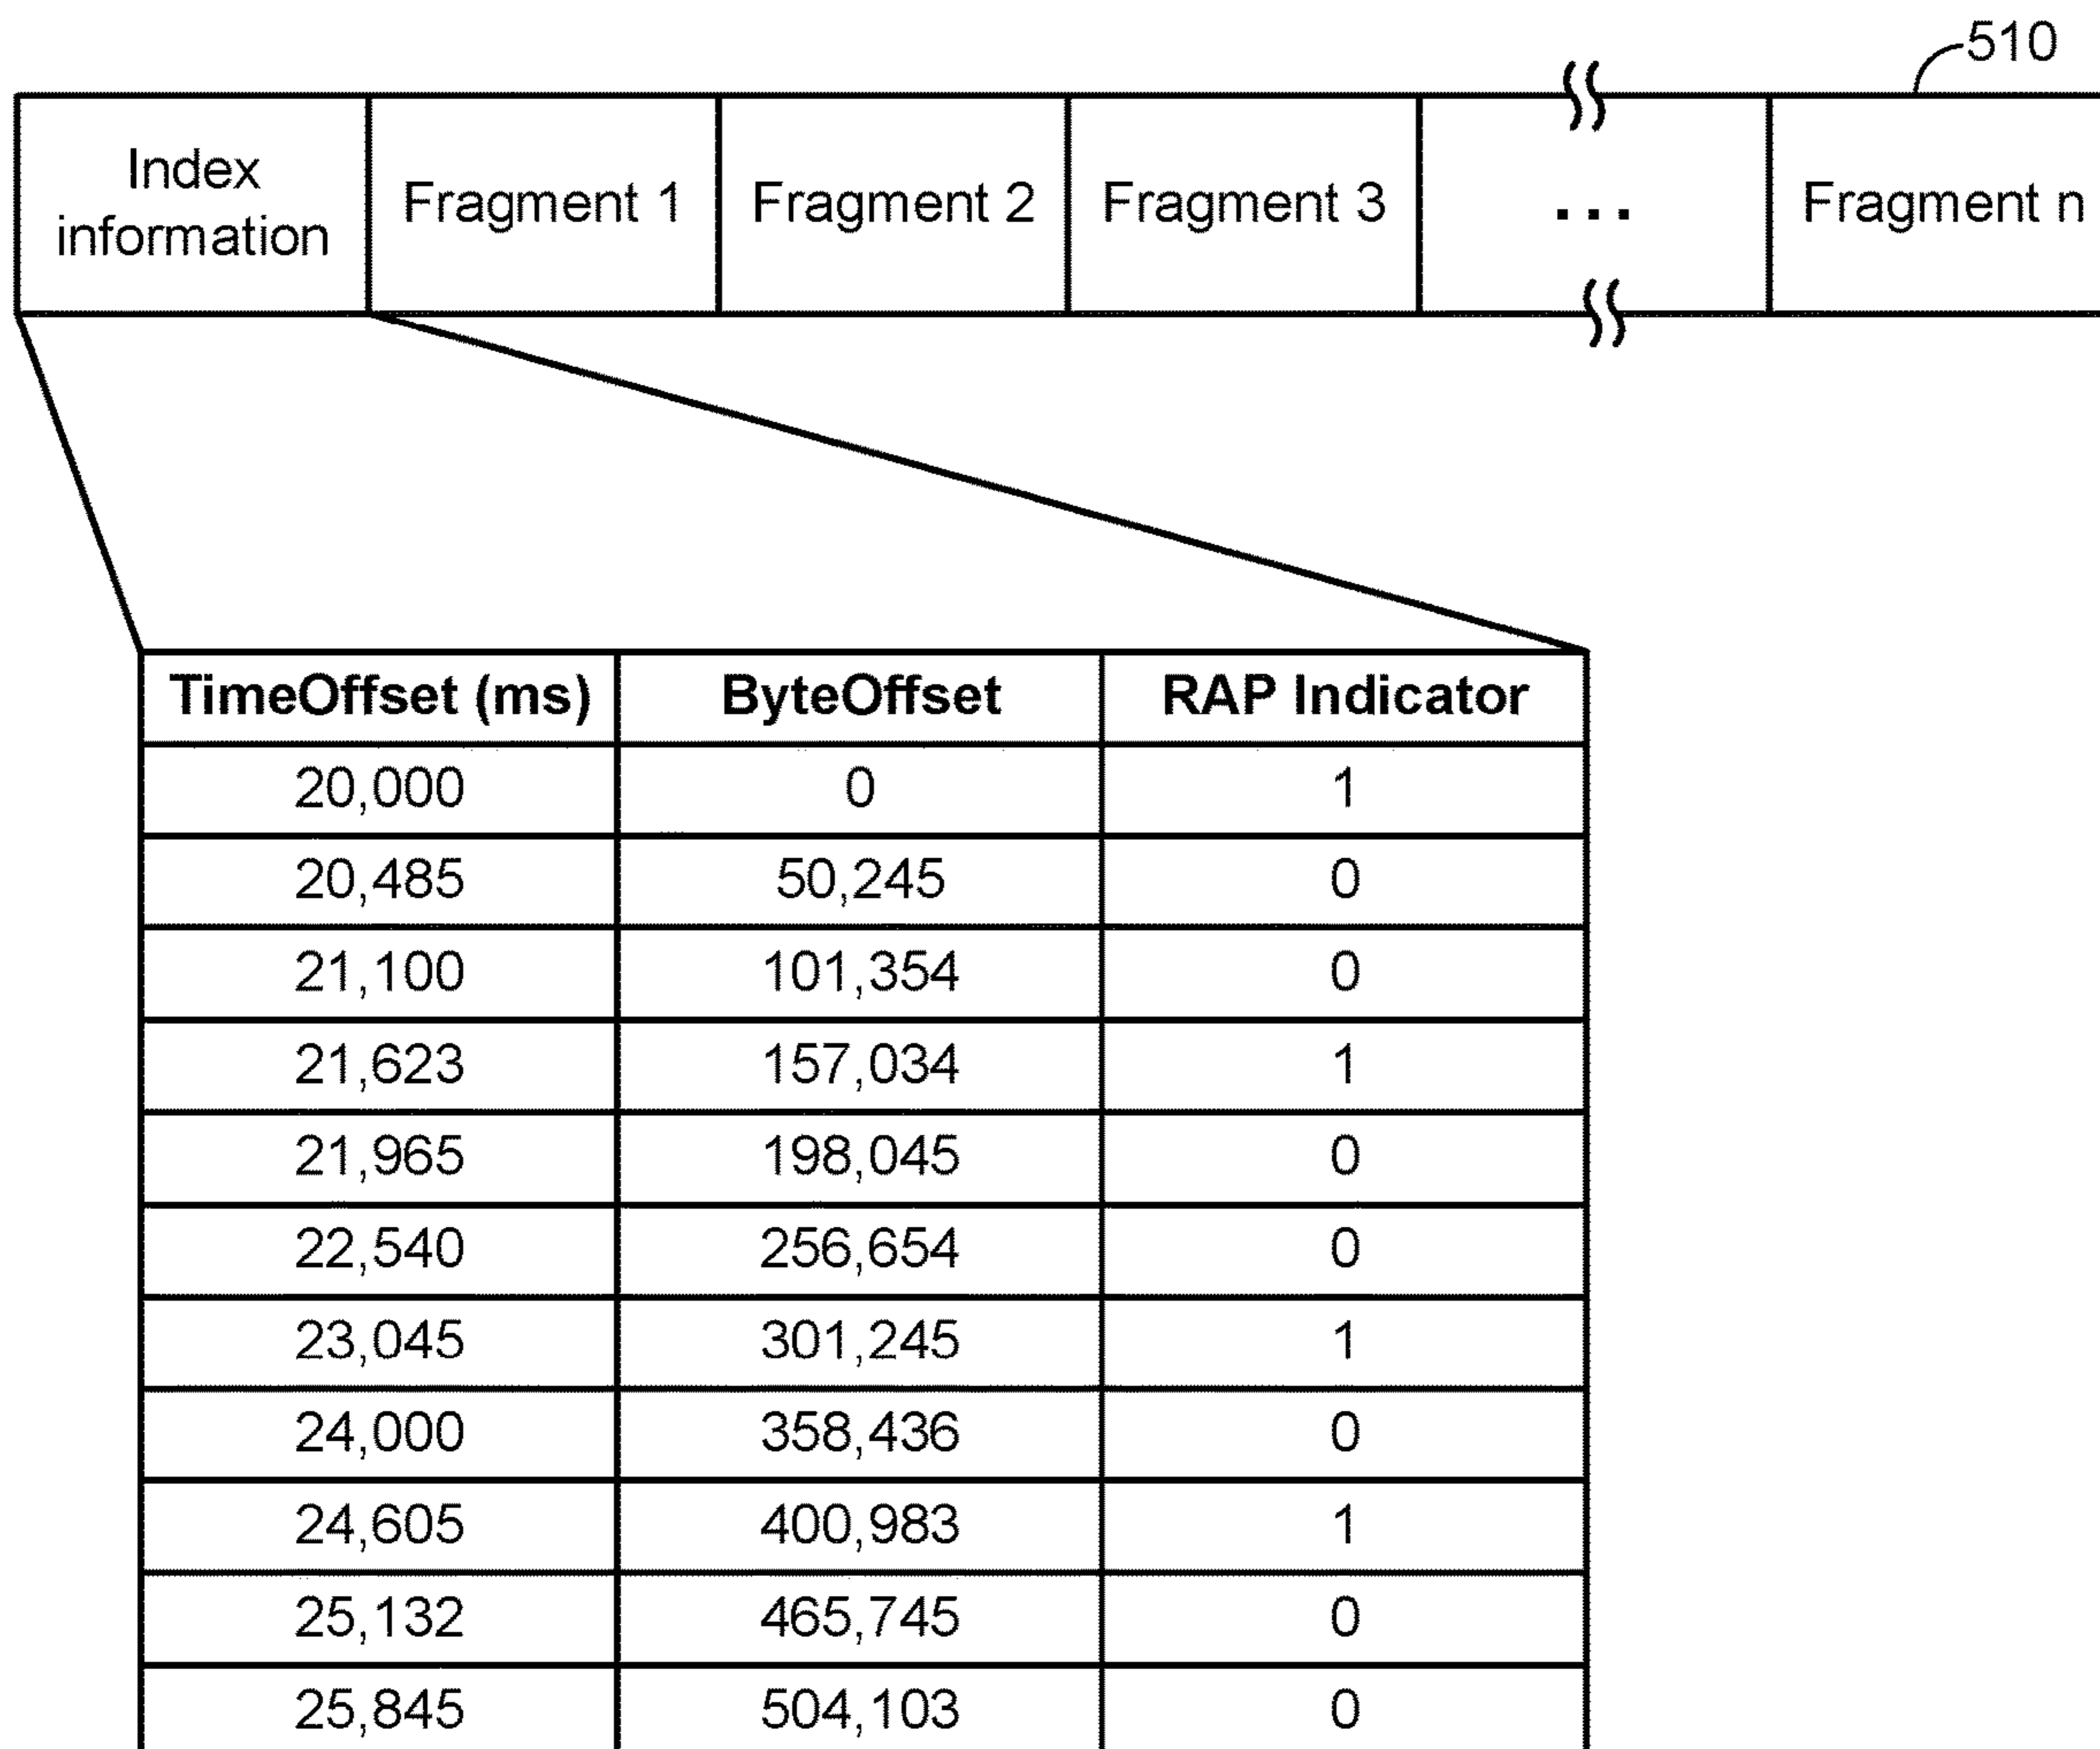 510
Index
information
Fragment 1
Fragment 2
Fragment 3
...
Fragment n
TimeOffset (ms) ByteOffset RAP Indicator
20,000 0 1
20,485 50,245 0
21,100 101,354 0
21,623 157,034 1
21,965 198,045 0
22,540 256,654 0
23,045 301,245 1
24,000 358,436 0
24,605 400,983 1
25,132 465,745 0
25,845 504,103 0